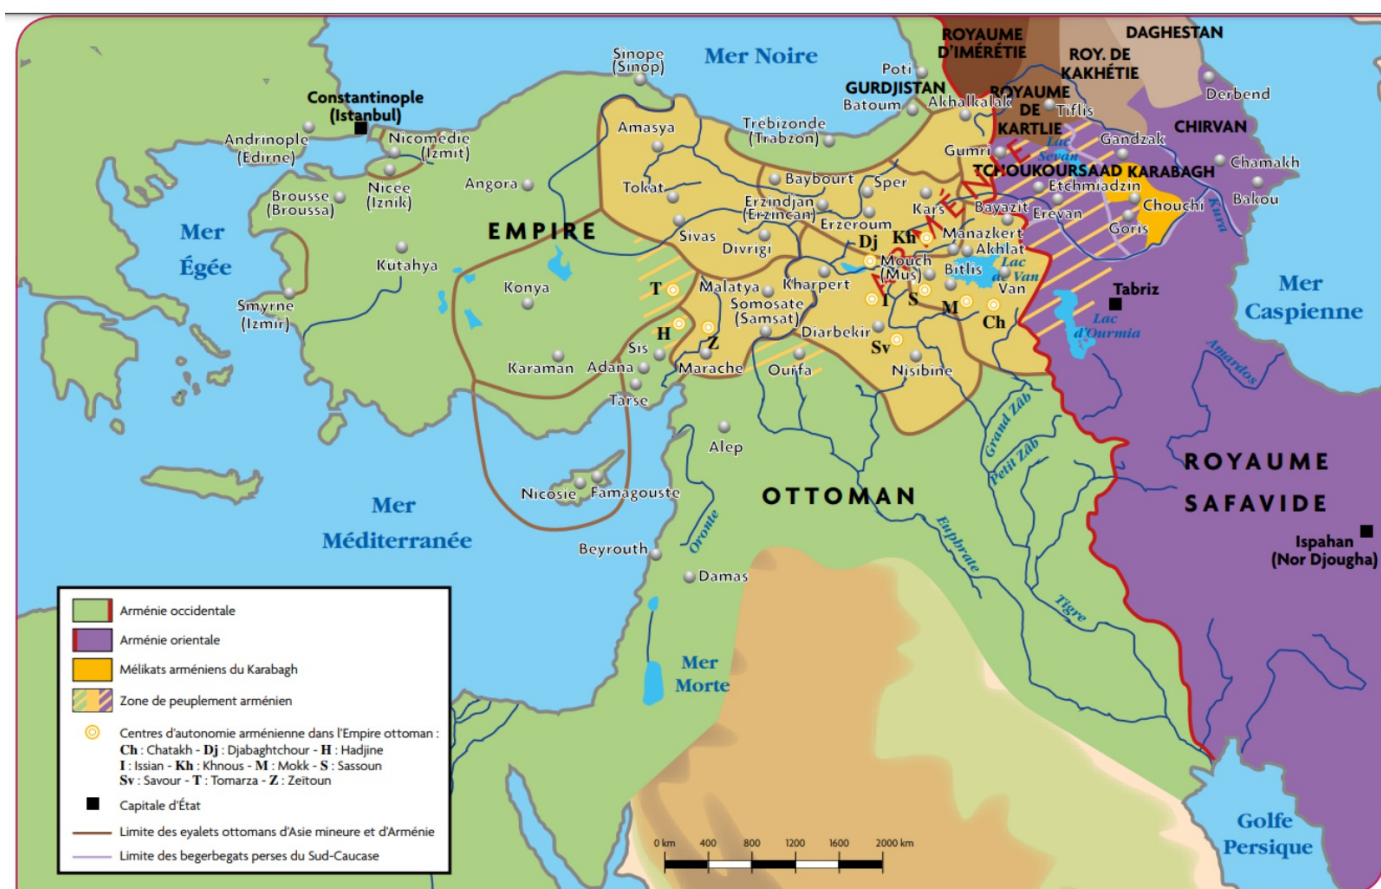 ROYAUME
D'IMÉRÉTIE
DAGHESTAN
ROY. DE
KAKHÉTIE
Mer Noire
Sinope
(Sinop)
Poti
GURDJISTAN
Batoum
Akhalkalak
ROYAUME
DE
KARTLIE
Tiflis
Derbend
CHIRVAN
Constantinople
(Istanbul)
Andrinople
(Edirne)
Nicomédie
(Izmit)
Nicée
(Iznik)
Brousse
(Broussa)
Angora
Amasya
Tokat
Trébizonde
(Trabzon)
Baybourt
Sper
Erzindjan
(Erzincan)
Erzeroum
Kars
Gumri
Lac
Sevan
Gandzak
Chamakh
Bakou
TCHOUKOURSAAD
KARABAGH
Etchmiadzin
Erevan
Chouchi
Goris
Kura
Bayazit
Manazkert
Akhlat
ARMÉNIE
Mer
Égée
Kütahya
EMPIRE
Sivas
Divrigi
Dj
Kh
Mouch
(Mus)
Bitlis
Lac
de Van
Van
Konya
T
Malatya
Kharpert
Somosate
(Samsat)
I
S
M
Ch
Smyrne
(Izmir)
H
Z
Diarbekir
Sv
Tabriz
Lac
d'Ourmia
Mer
Caspienne
Karaman
Sis
Adana
Tarse
Marache
Ourfa
Nisibine
Amardos
Grand Zâb
Petit Zâb
Alep
Nicosie
Famagouste
Mer
Méditerranée
OTTOMAN
ROYAUME
SAFAVIDE
Oronte
Euphrate
Tigre
Beyrouth
Damas
Ispahan
(Nor Djougha)
Mer
Morte
Golfe
Persique
Arménie occidentale
Arménie orientale
Mélikats arméniens du Karabagh
Zone de peuplement arménien
Centres d'autonomie arménienne dans l'Empire ottoman :
Ch : Chatakh - Dj : Djabaghtchour - H : Hadjine
I : Issian - Kh : Khnous - M : Mokk - S : Sassoun
Sv : Savour - T : Tomarza - Z : Zeïtoun
Capitale d'État
Limite des eyalets ottomans d'Asie mineure et d'Arménie
Limite des begerbegats perses du Sud-Caucase
0 km 400 800 1200 1600 2000 km